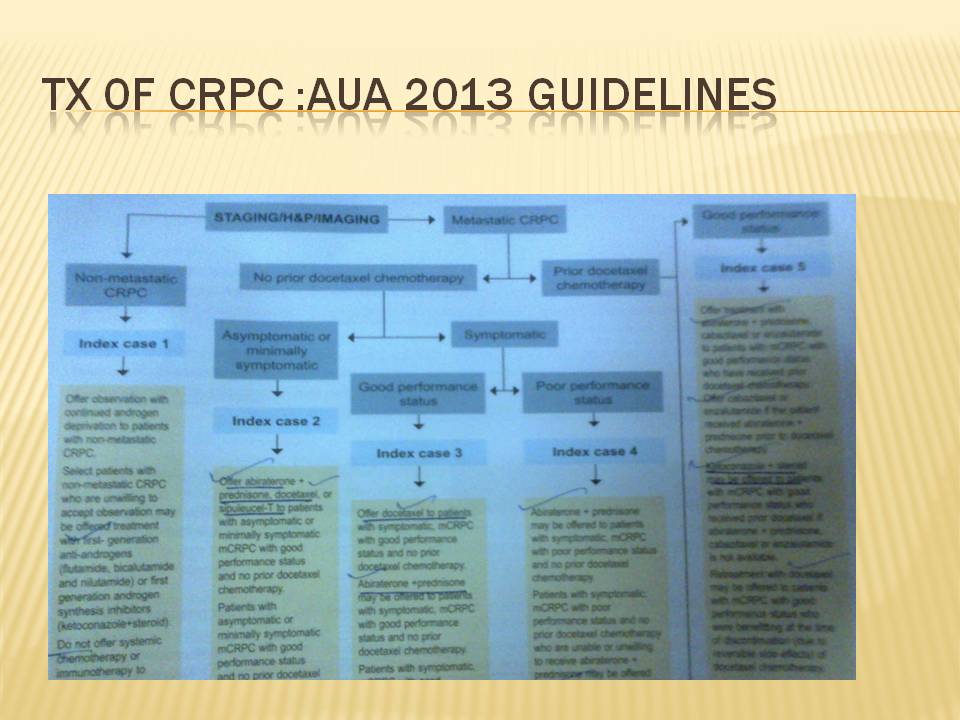 TX OF CRPC :AUA 2013 GUIDELINES
STAGING/H&P/IMAGING
Metastatic CRPC
Good performance
status
Non-metastatic
CRPC
No prior docetaxel chemotherapy
Prior docetaxel
chemotherapy
Index case 5
Index case 1
Asymptomatic or
minimally
symptomatic
Symptomatic
Good performance
status
Poor performance
status
Index case 2
Index case 3
Index case 4
Offer observation with
continued androgen
deprivation to patients
with non-metastatic
CRPC.
Select patients with
non-metastatic CRPC
who are unwilling to
accept observation may
be offered treatment
with first- generation
anti-androgens
(flutamide, bicalutamide
and nilutamide) or first
generation androgen
synthesis inhibitors
(ketoconazole+steroid)
Do not offer systemic
chemotherapy or
immunotherapy to
Offer abiraterone +
prednisone, docetaxel, or
sipuleucel-T to patients
with asymptomatic or
minimally symptomatic
mCRPC with good
performance status
and no prior docetaxel
chemotherapy.
Patients with
asymptomatic or
minimally symptomatic
mCRPC with good
performance status
and no prior docetaxel
Offer docetaxel to patients
with symptomatic, mCRPC
with good performance
status and no prior
docetaxel chemotherapy.
Abiraterone +prednisone
may be offered to patients
with symptomatic, mCRPC
with good performance
status and no prior
docetaxel chemotherapy.
Patients with symptomatic,
Abiraterone + prednisone
may be offered to patients
with symptomatic, mCRPC
with poor performance
status and no prior
docetaxel chemotherapy.
Patients with symptomatic,
mCRPC with poor
performance status and no
prior docetaxel chemotherapy
who are unable or unwilling
to receive abiraterone +
prednisone may be offered
Offer treatment with
abiraterone + prednisone,
cabazitaxel or enzalutamide
to patients with mCRPC with
good performance status
who have received prior
docetaxel chemotherapy.
Offer cabazitaxel or
enzalutamide if the patient
received abiraterone +
prednisone prior to docetaxel
chemotherapy
Ketoconazole + steroid
may be offered to patients
with mCRPC with good
performance status who
received prior docetaxel if
abiraterone + prednisone,
cabazitaxel or enzalutamide
is not available.
Retreatment with docetaxel
may be offered to patients
with mCRPC with good
performance status who
were benefiting at the time
of discontinuation (due to
reversible side effects) of
docetaxel chemotherapy.